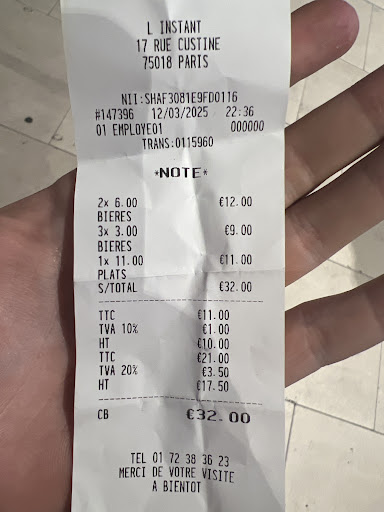 L INSTANT
17 RUE CUSTINE
75018 PARIS
NII:SHAF3081E9FD0116
#147396 12/03/2025 22:36
01 EMPLOYE01 000000
TRANS:0115960
*NOTE*
2x 6.00 €12.00
BIERES
3x 3.00 €9.00
BIERES
1x 11.00 €11.00
PLATS
S/TOTAL €32.00
TTC €11.00
TVA 10% €1.00
HT €10.00
TTC €21.00
TVA 20% €3.50
HT €17.50
CB €32.00
TEL 01 72 38 36 23
MERCI DE VOTRE VISITE
A BIENTOT